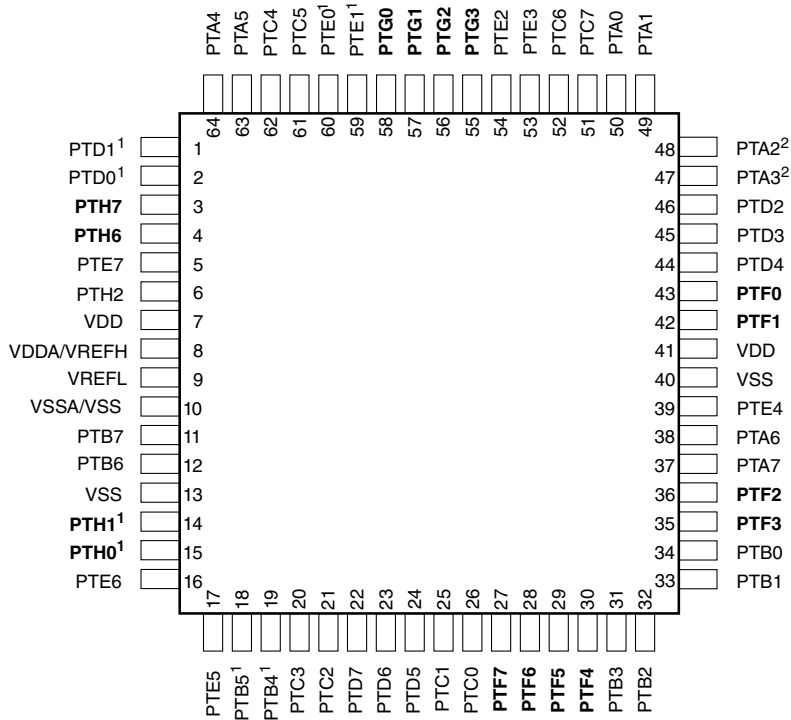 PTA4 PTA5 PTC4 PTC5 PTE0¹ PTE1¹ PTG0 PTG1 PTG2 PTG3 PTE2 PTE3 PTC6 PTC7 PTA0 PTA1
64 63 62 61 60 59 58 57 56 55 54 53 52 51 50 49
PTD1¹ 1 48 PTA2²
PTD0¹ 2 47 PTA3²
PTH7 3 46 PTD2
PTH6 4 45 PTD3
PTE7 5 44 PTD4
PTH2 6 43 PTF0
VDD 7 42 PTF1
VDDA/VREFH 8 41 VDD
VREFL 9 40 VSS
VSSA/VSS 10 39 PTE4
PTB7 11 38 PTA6
PTB6 12 37 PTA7
VSS 13 36 PTF2
PTH1¹ 14 35 PTF3
PTH0¹ 15 34 PTB0
PTE6 16 33 PTB1
17 18 19 20 21 22 23 24 25 26 27 28 29 30 31 32
PTE5 PTB5¹ PTB4¹ PTC3 PTC2 PTD7 PTD6 PTD5 PTC1 PTC0 PTF7 PTF6 PTF5 PTF4 PTB3 PTB2